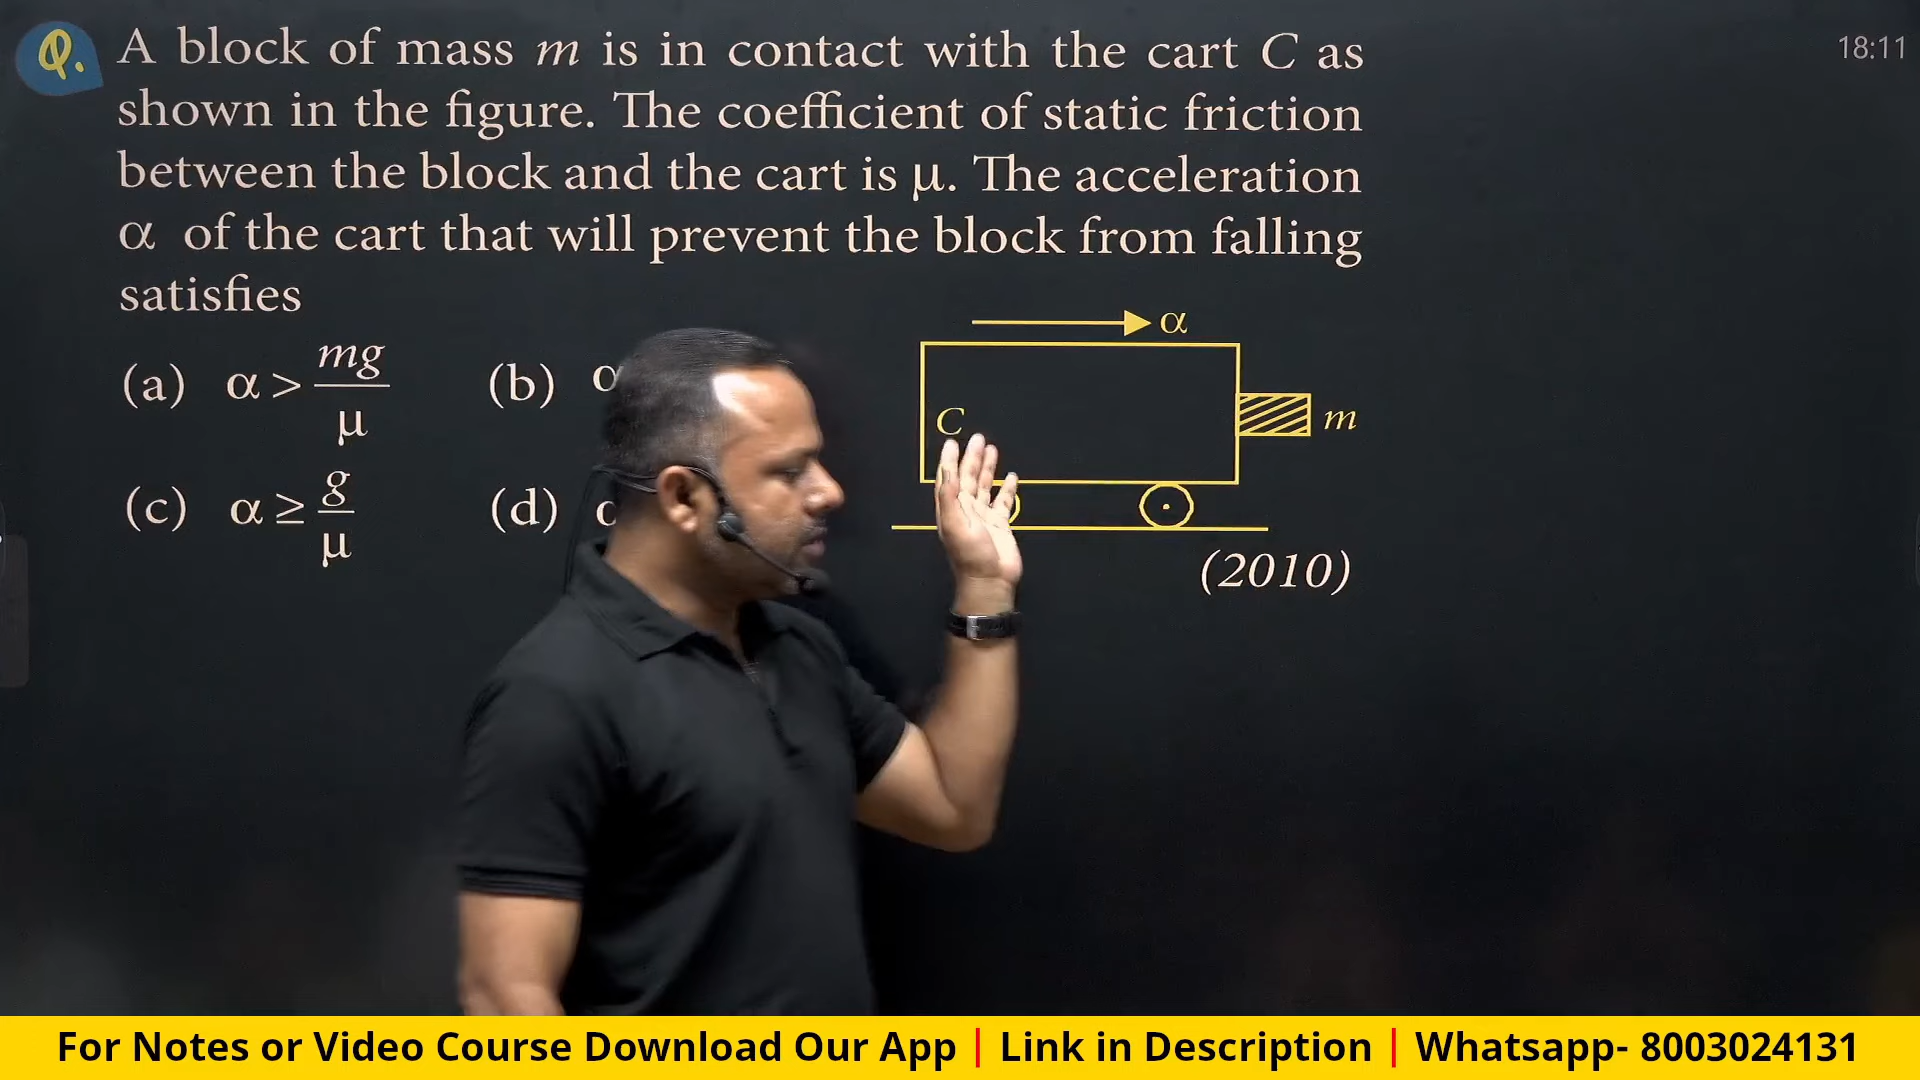 Q. A block of mass m is in contact with the cart C as
18:11
shown in the figure. The coefficient of static friction
between the block and the cart is μ. The acceleration
α of the cart that will prevent the block from falling
satisfies
α
(a) α > mg/μ
(b)
C
m
(c) α ≥ g/μ
(d)
(2010)
For Notes or Video Course Download Our App | Link in Description | Whatsapp- 8003024131